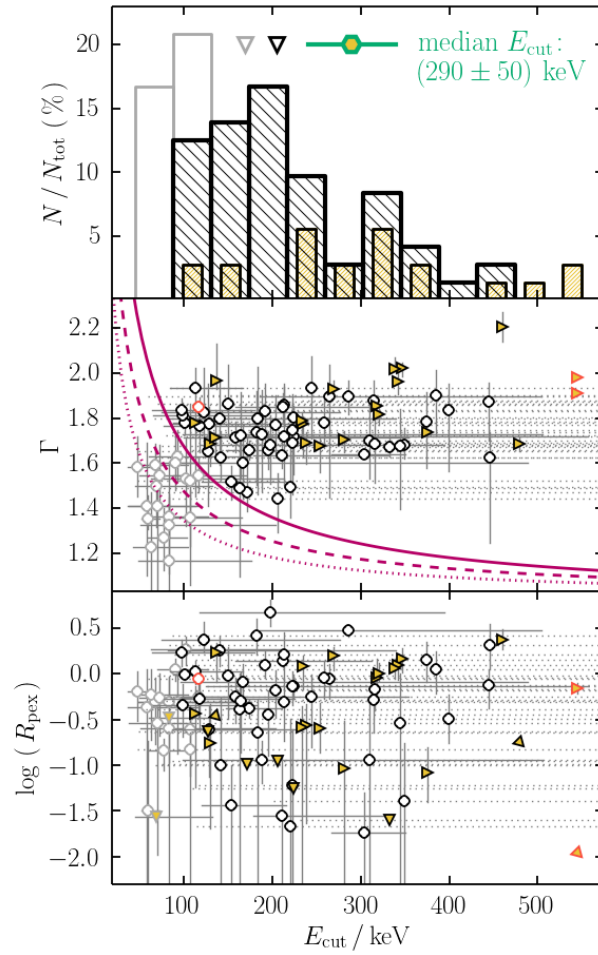 20
15
10
5
N / N_tot (%)
median E_cut:
(290 ± 50) keV
2.2
2.0
1.8
1.6
1.4
1.2
Γ
0.5
0.0
−0.5
−1.0
−1.5
−2.0
log (R_pex)
100 200 300 400 500
E_cut / keV